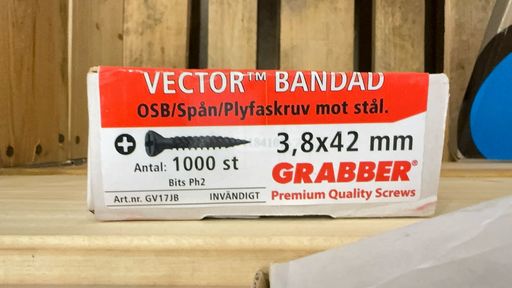 VECTOR™ BANDAD
OSB/Spån/Plyfaskruv mot stål.
3,8x42 mm
Antal: 1000 st
GRABBER®
Bits Ph2
Premium Quality Screws
Art.nr. GV17JB INVÄNDIGT